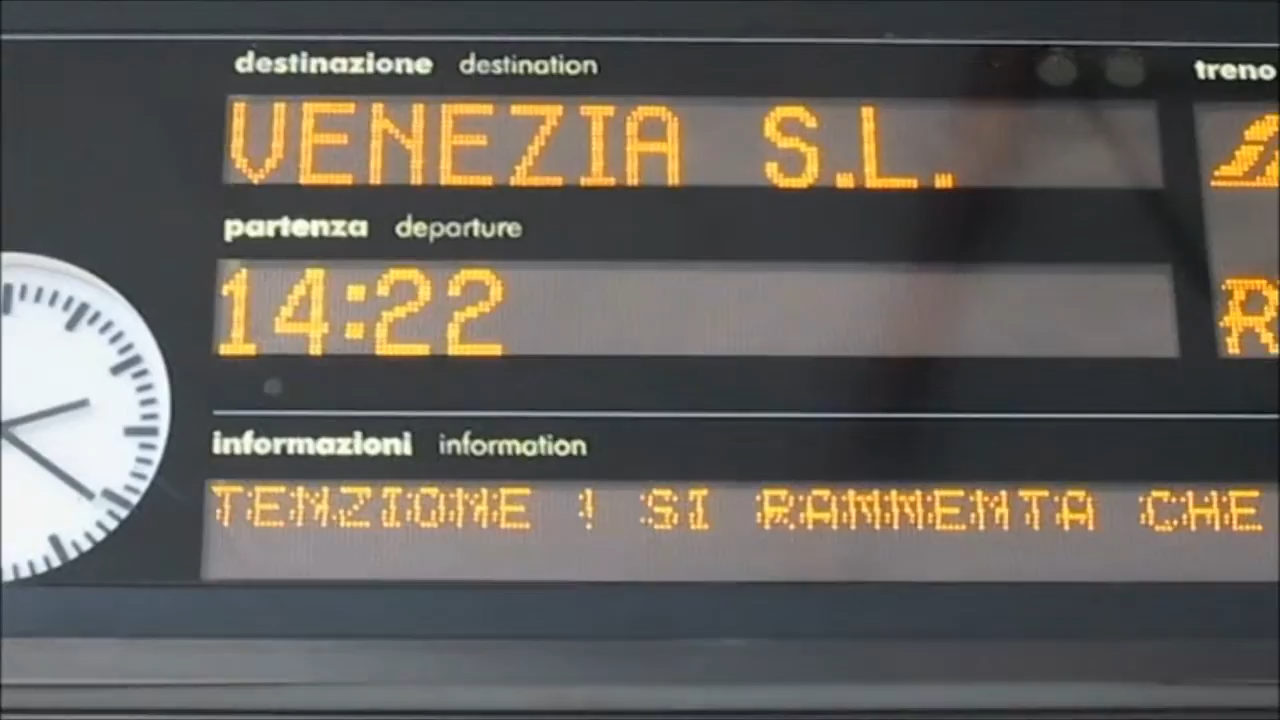 destinazione destination
treno
VENEZIA S.L.
partenza departure
14:22
R
informazioni information
TENZIONE ! SI RAMMENTA CHE